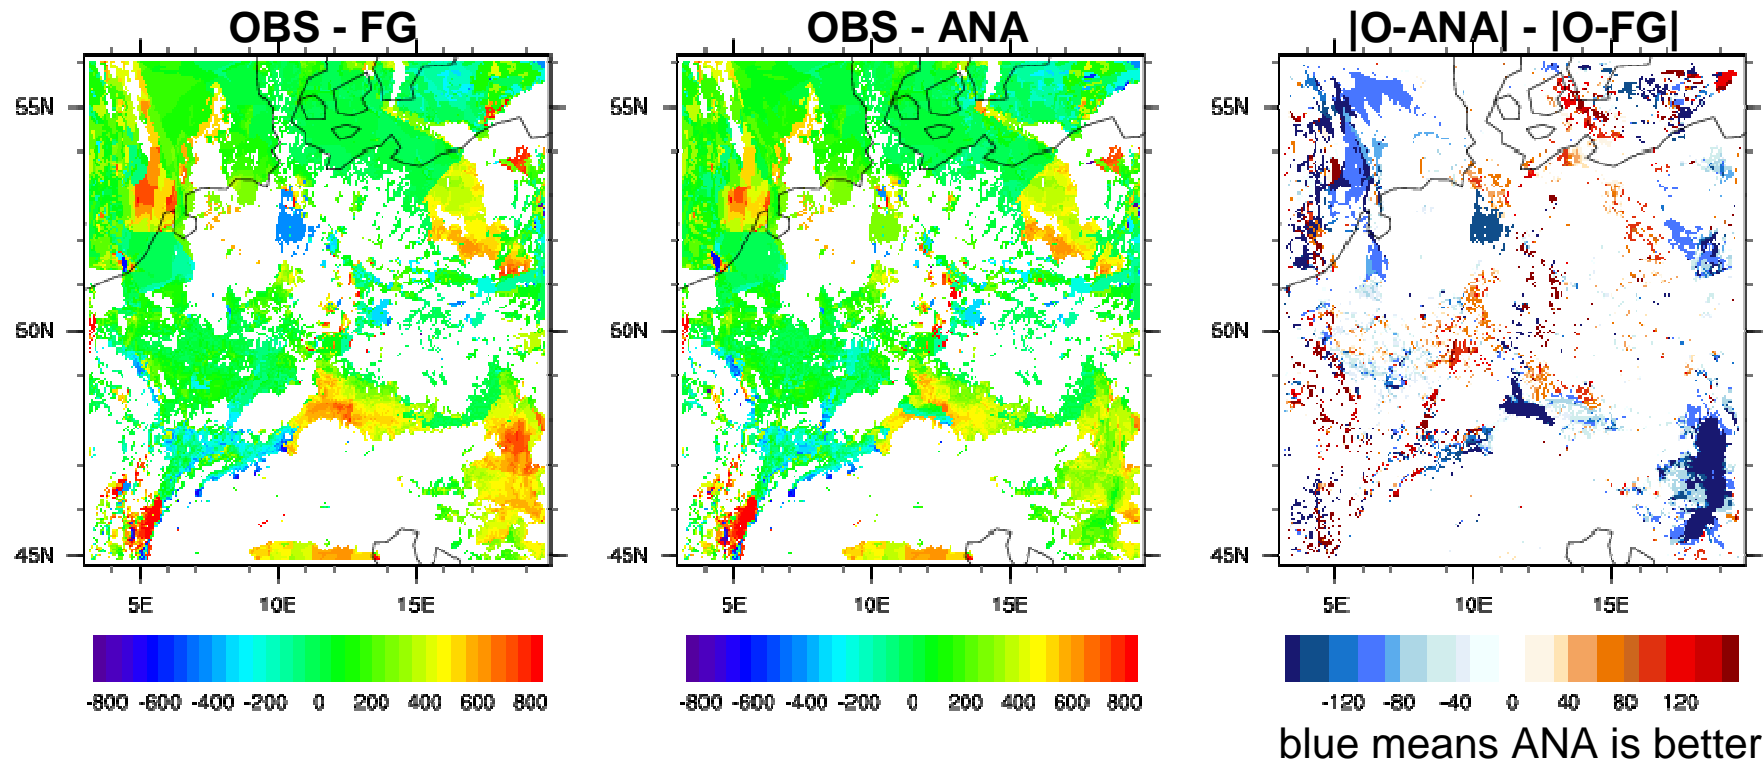 OBS - FG
OBS - ANA
|O-ANA| - |O-FG|
55N
50N
45N
5E 10E 15E
-800 -600 -400 -200 0 200 400 600 800
55N
50N
45N
5E 10E 15E
-800 -600 -400 -200 0 200 400 600 800
55N
50N
45N
5E 10E 15E
-120 -80 -40 0 40 80 120
blue means ANA is better